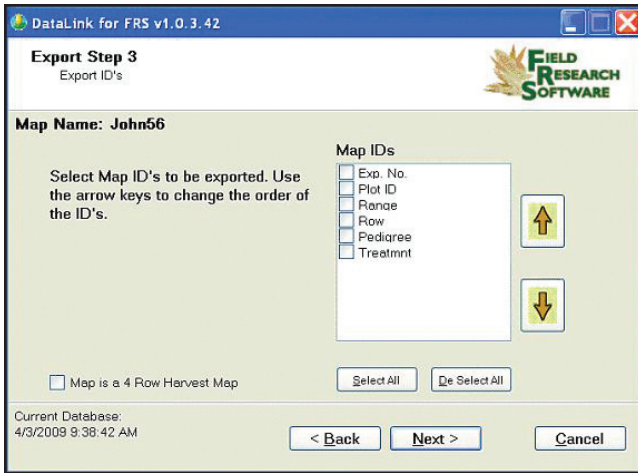 DataLink for FRS v1.0.3.42
Export Step 3
Export ID's
FIELD
RESEARCH
SOFTWARE
Map Name: John56
Map IDs
Select Map ID's to be exported. Use
the arrow keys to change the order of
the ID's.
Exp. No.
Plot ID
Range
Row
Pedigree
Treatmnt
Map is a 4 Row Harvest Map
Select All
De Select All
Current Database:
4/3/2009 9:38:42 AM
< Back
Next >
Cancel